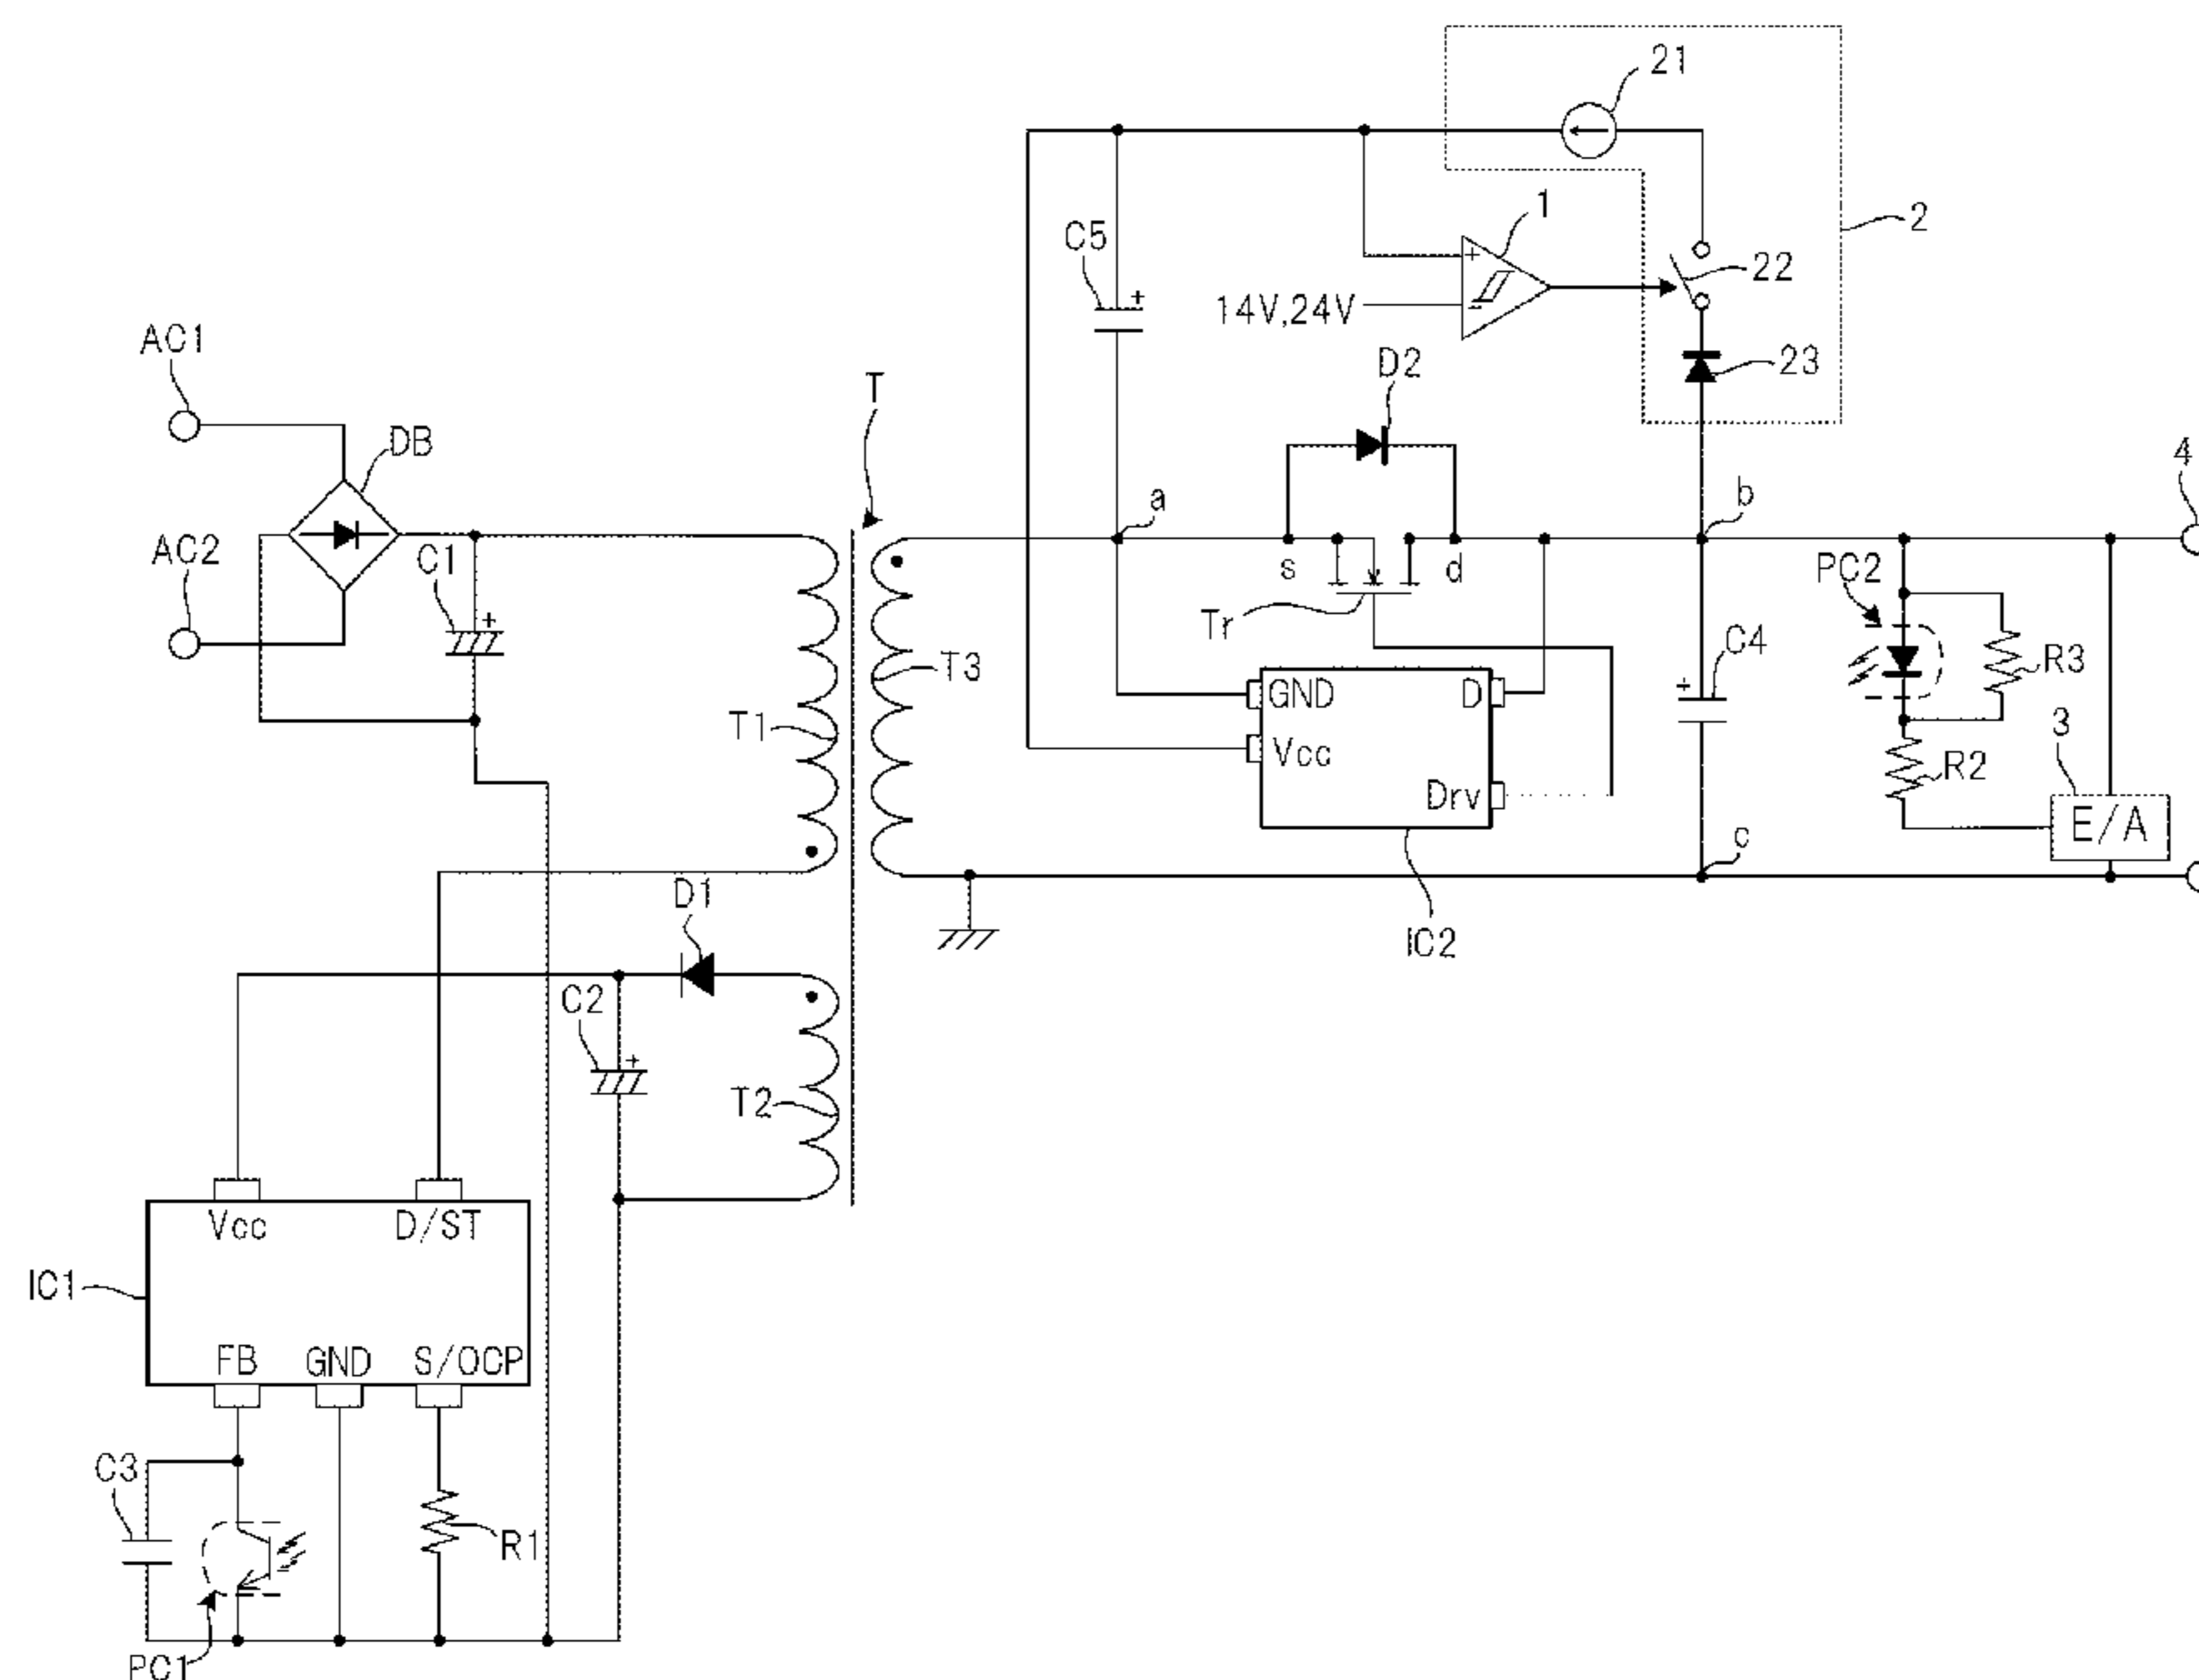 21
1
2
C5
+
+
22
14V,24V
-
AC1
D2
23
T
DB
4
a
b
AC2
C1
s
d
PC2
+
Tr
C4
T3
GND
D
R3
+
T1
3
Vcc
R2
Drv
E/A
c
D1
IC2
C2
+
T2
Vcc
D/ST
IC1
FB
GND
S/OCP
C3
R1
PC1